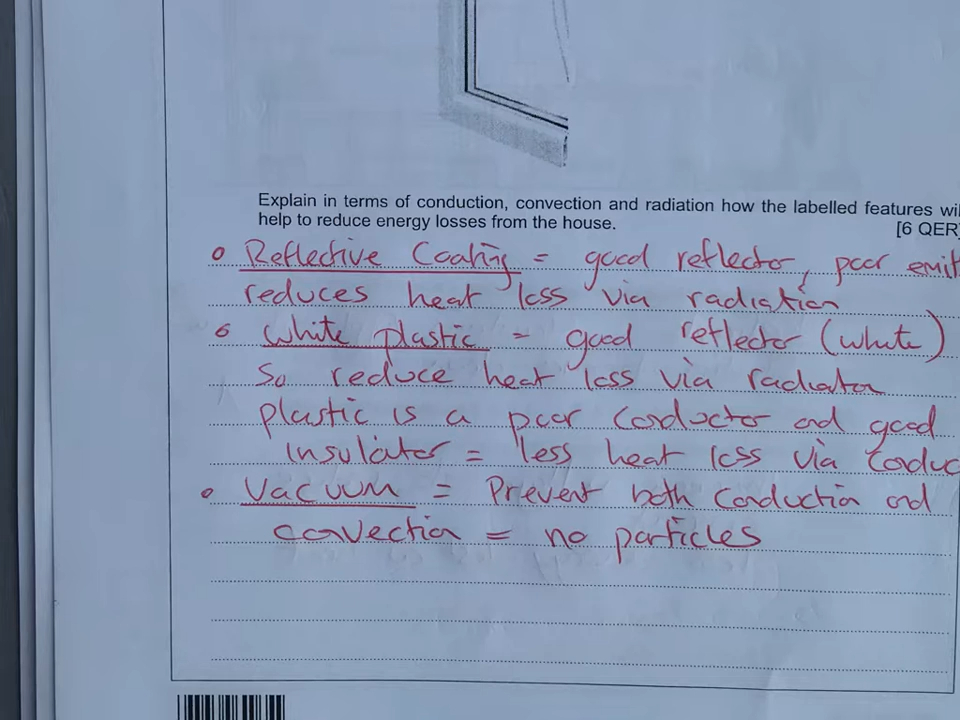 Explain in terms of conduction, convection and radiation how the labelled features wil
help to reduce energy losses from the house.
[6 QER]
Reflective Coating = good reflector, poor emit
reduces heat loss via radiation
White plastic = good reflector (white)
So reduce heat loss via radiation
plastic is a poor conductor and good
insulator = less heat loss via conduc
Vacuum = Prevent both conduction and
convection = no particles